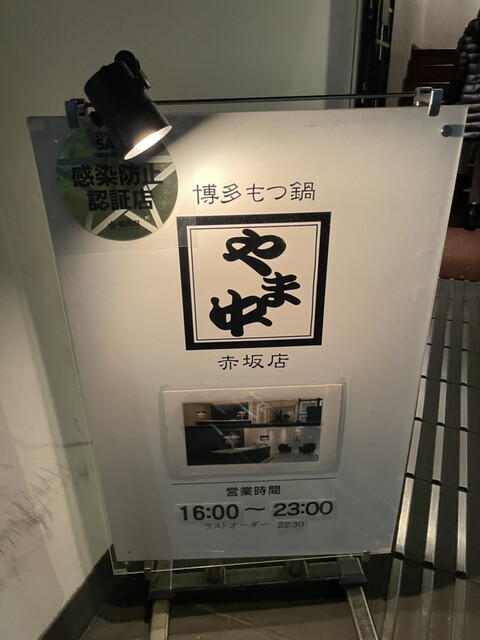 感染防止
認証店
博多もつ鍋
やま中
赤坂店
営業時間
16:00～23:00
ラストオーダー 22:30